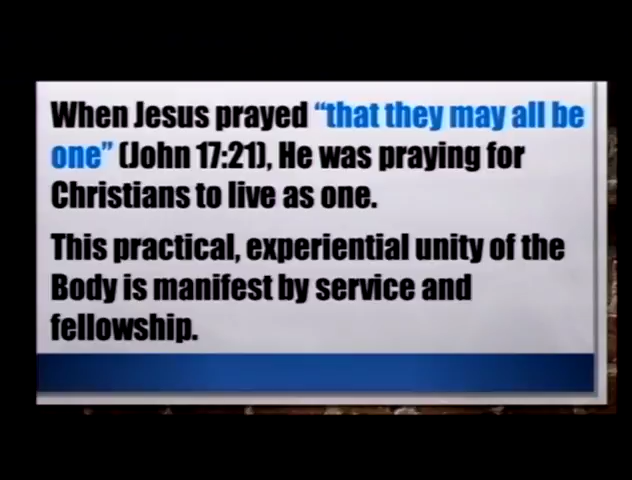 When Jesus prayed “that they may all be
one” (John 17:21), He was praying for
Christians to live as one.
This practical, experiential unity of the
Body is manifest by service and
fellowship.